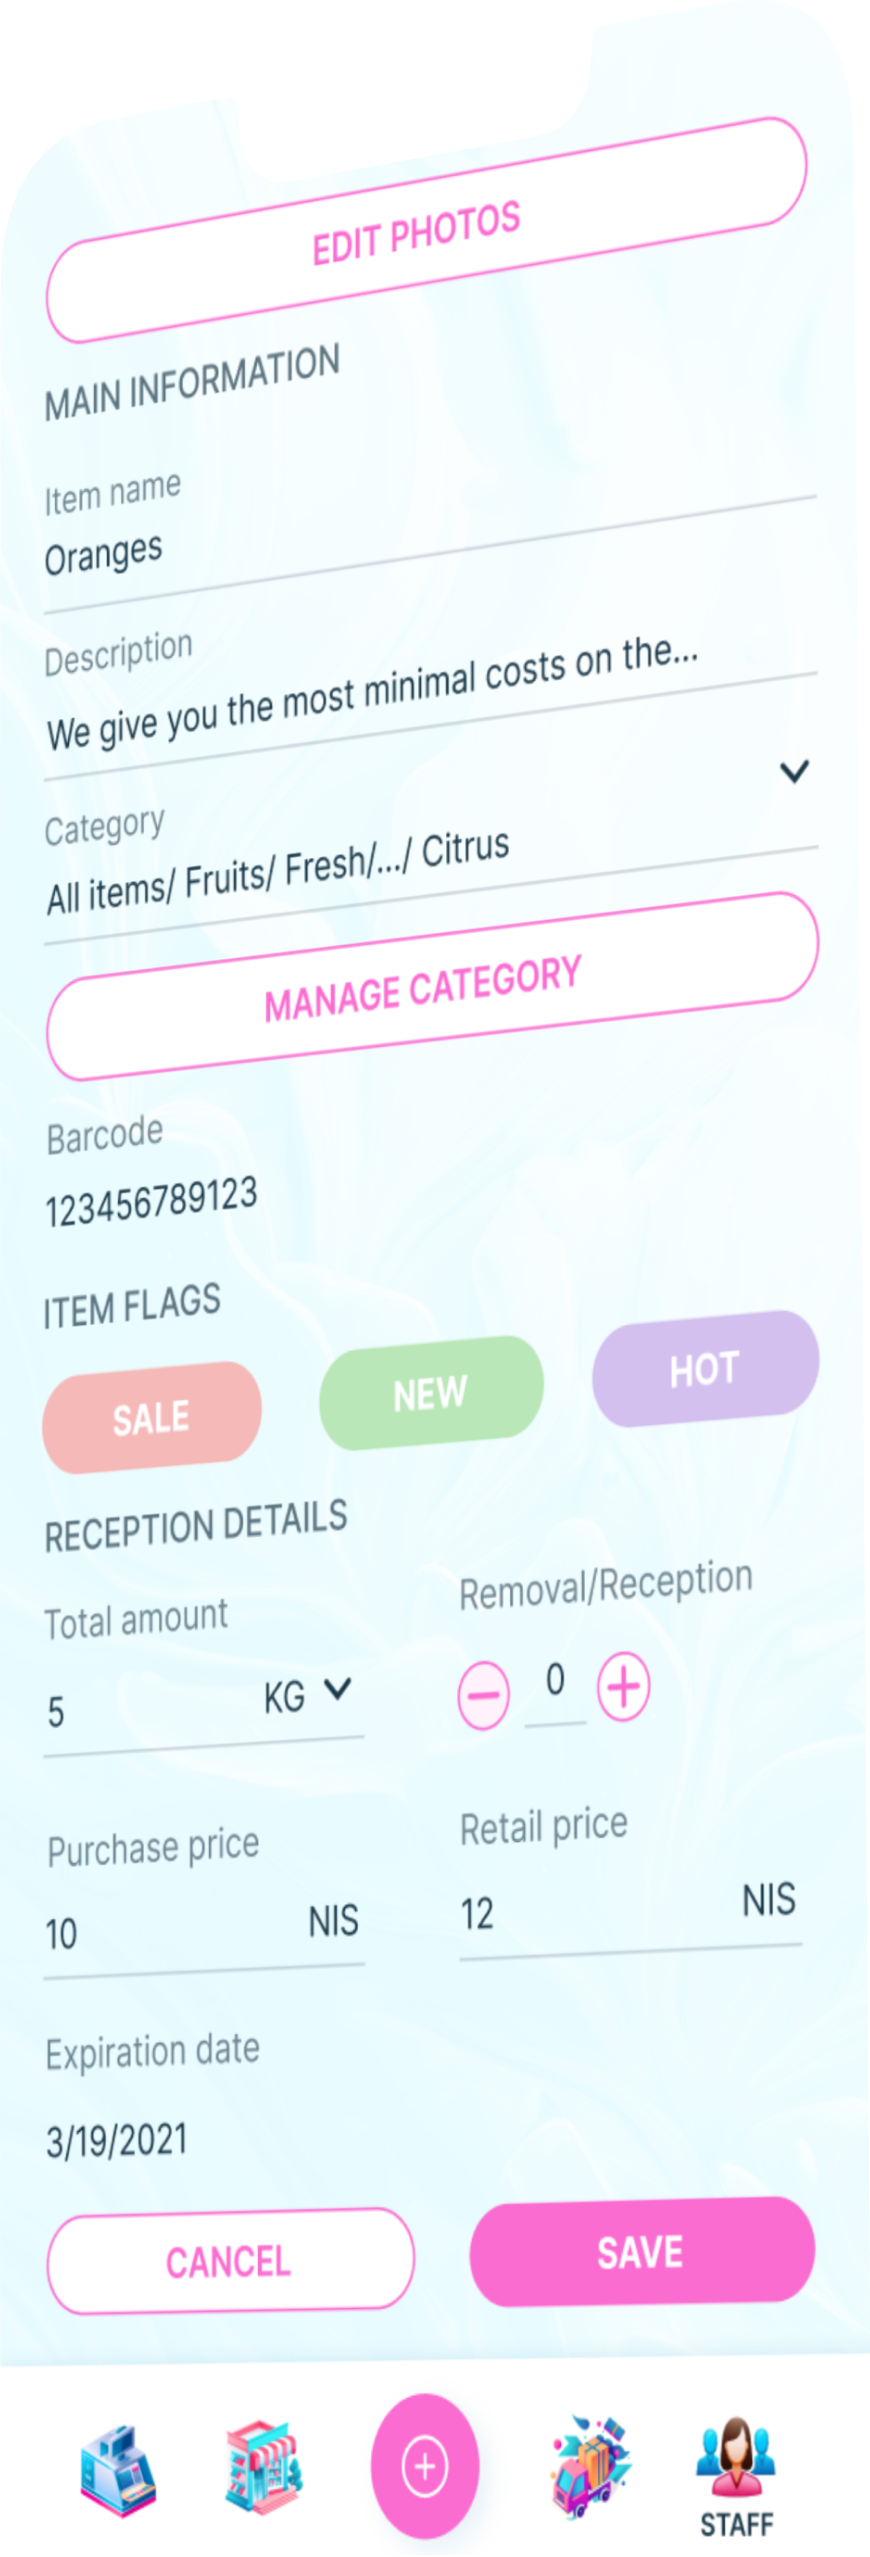 EDIT PHOTOS
MAIN INFORMATION
Item name
Oranges
Description
We give you the most minimal costs on the...
Category
All items/ Fruits/ Fresh/.../ Citrus
MANAGE CATEGORY
Barcode
123456789123
ITEM FLAGS
SALE NEW HOT
RECEPTION DETAILS
Total amount Removal/Reception
5 KG 0
Purchase price Retail price
10 NIS 12 NIS
Expiration date
3/19/2021
CANCEL SAVE
STAFF